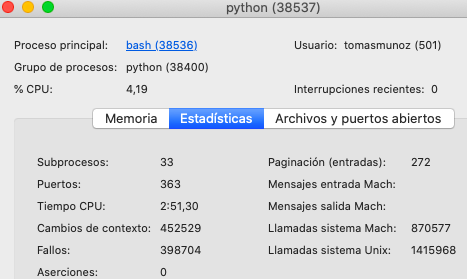 python (38537)
Proceso principal: bash (38536) Usuario: tomasmunoz (501)
Grupo de procesos: python (38400)
% CPU: 4,19 Interrupciones recientes: 0
Memoria Estadísticas Archivos y puertos abiertos
Subprocesos: 33 Paginación (entradas): 272
Puertos: 363 Mensajes entrada Mach:
Tiempo CPU: 2:51,30 Mensajes salida Mach:
Cambios de contexto: 452529 Llamadas sistema Mach: 870577
Fallos: 398704 Llamadas sistema Unix: 1415968
Aserciones: 0